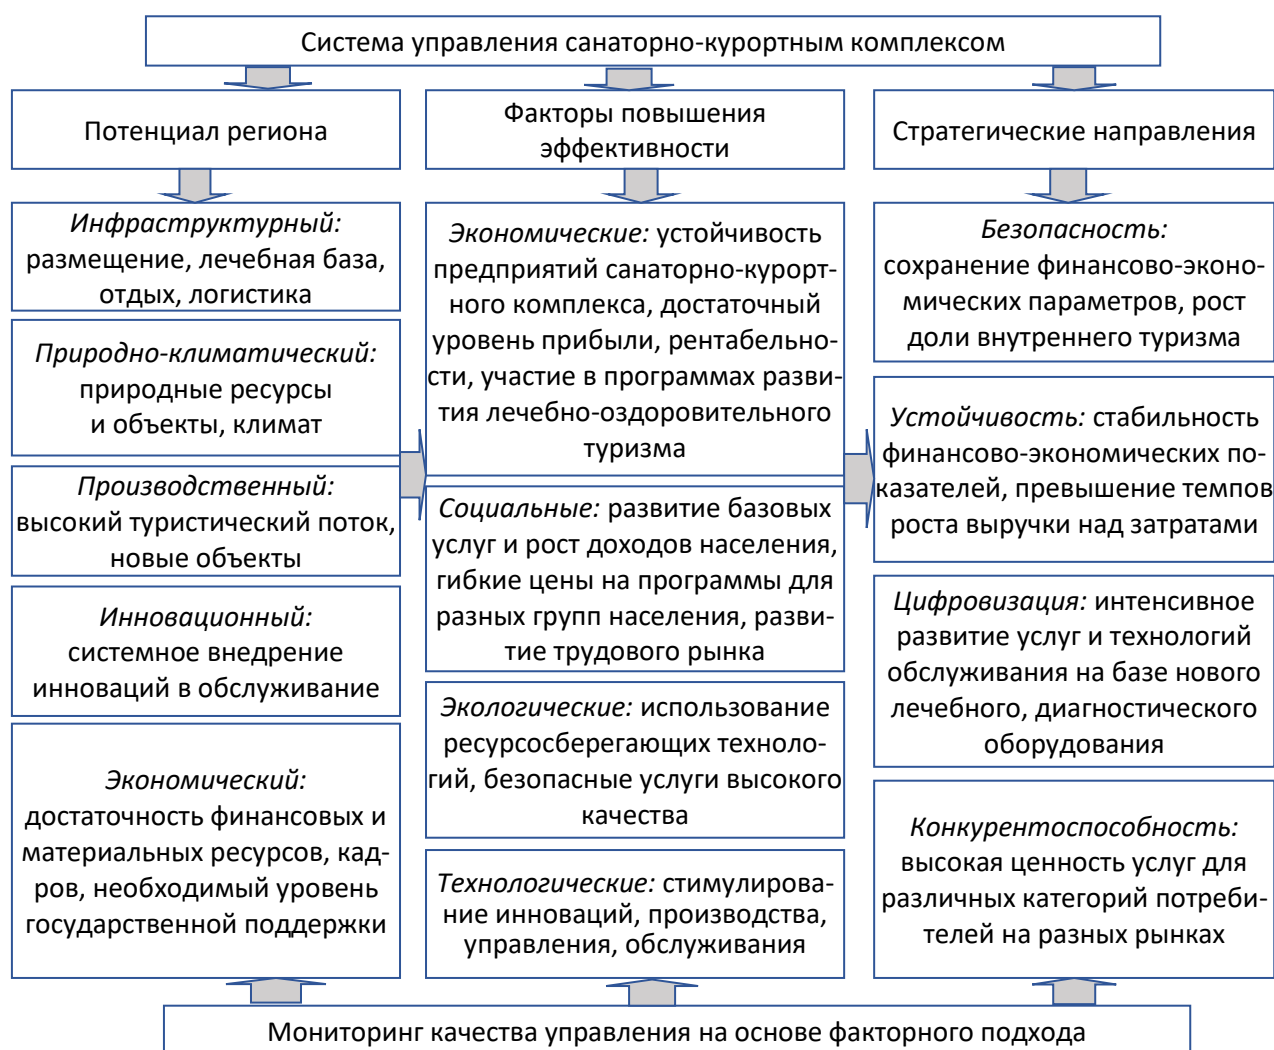 Система управления санаторно-курортным комплексом
Потенциал региона
Факторы повышения
эффективности
Стратегические направления
Инфраструктурный:
размещение, лечебная база,
отдых, логистика
Природно-климатический:
природные ресурсы
и объекты, климат
Производственный:
высокий туристический поток,
новые объекты
Инновационный:
системное внедрение
инноваций в обслуживание
Экономический:
достаточность финансовых и
материальных ресурсов, кад-
ров, необходимый уровень
государственной поддержки
Экономические: устойчивость
предприятий санаторно-курорт-
ного комплекса, достаточный
уровень прибыли, рентабельно-
сти, участие в программах разви-
тия лечебно-оздоровительного
туризма
Социальные: развитие базовых
услуг и рост доходов населения,
гибкие цены на программы для
разных групп населения, разви-
тие трудового рынка
Экологические: использование
ресурсосберегающих техноло-
гий, безопасные услуги высокого
качества
Технологические: стимулирова-
ние инноваций, производства,
управления, обслуживания
Безопасность:
сохранение финансово-эконо-
мических параметров, рост
доли внутреннего туризма
Устойчивость: стабильность
финансово-экономических по-
казателей, превышение темпов
роста выручки над затратами
Цифровизация: интенсивное
развитие услуг и технологий
обслуживания на базе нового
лечебного, диагностического
оборудования
Конкурентоспособность:
высокая ценность услуг для
различных категорий потреби-
телей на разных рынках
Мониторинг качества управления на основе факторного подхода